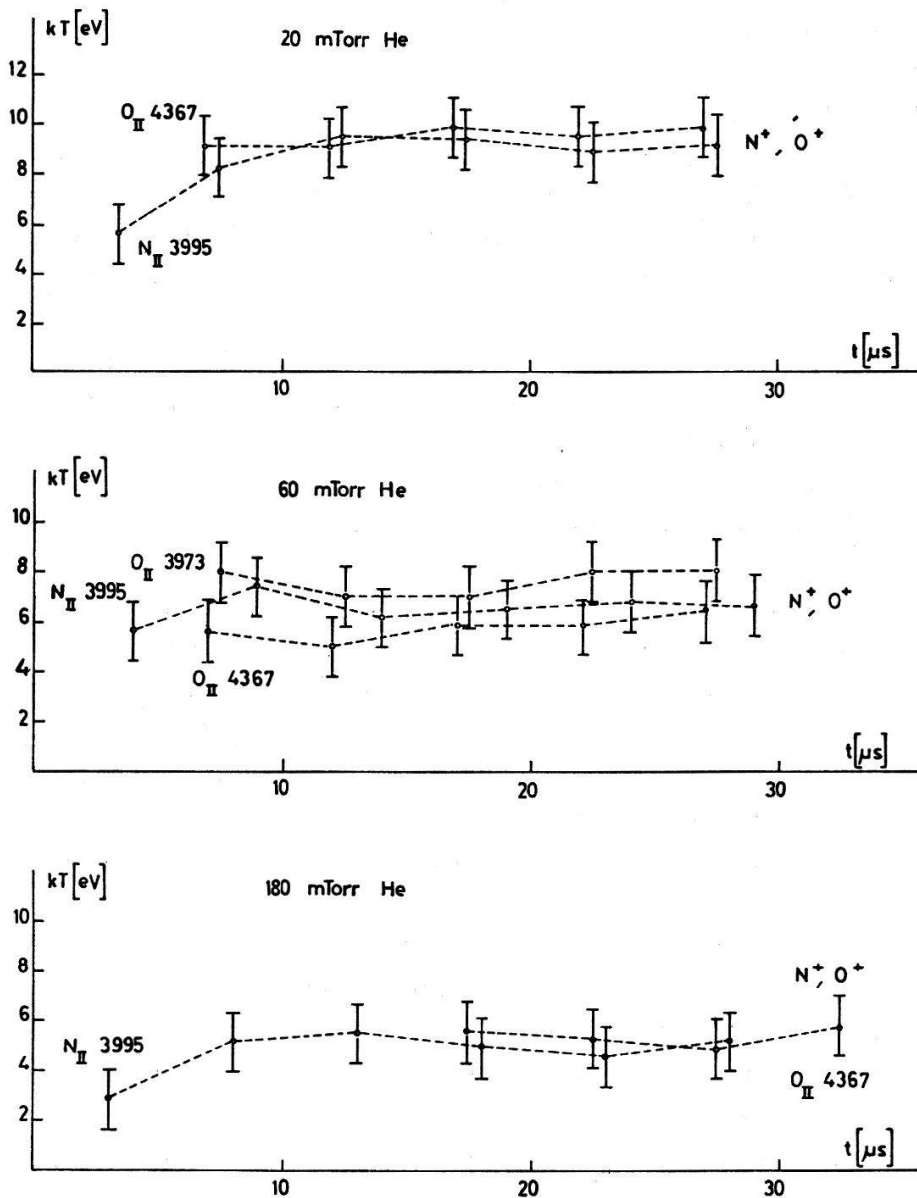 kT[eV]
20 mTorr He
12
10
8
6
4
2
O II 4367
N II 3995
N⁺, O⁺
t[μs]
10 20 30
kT[eV]
60 mTorr He
10
8
6
4
2
O II 3973
N II 3995
O II 4367
N⁺, O⁺
t[μs]
10 20 30
kT[eV]
180 mTorr He
10
8
6
4
2
N II 3995
N⁺, O⁺
O II 4367
t[μs]
10 20 30